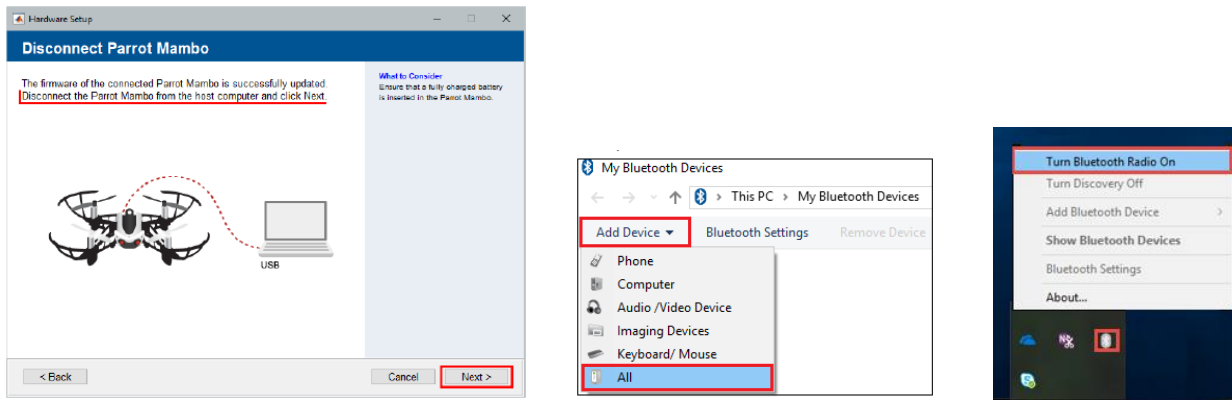 Hardware Setup
Disconnect Parrot Mambo
The firmware of the connected Parrot Mambo is successfully updated.
Disconnect the Parrot Mambo from the host computer and click Next.
What to Consider
Ensure that a fully charged battery
is inserted in the Parrot Mambo.
USB
< Back
Cancel
Next >
My Bluetooth Devices
This PC > My Bluetooth Devices
Add Device
Bluetooth Settings
Remove Device
Phone
Computer
Audio /Video Device
Imaging Devices
Keyboard/ Mouse
All
Turn Bluetooth Radio On
Turn Discovery Off
Add Bluetooth Device
Show Bluetooth Devices
Bluetooth Settings
About...